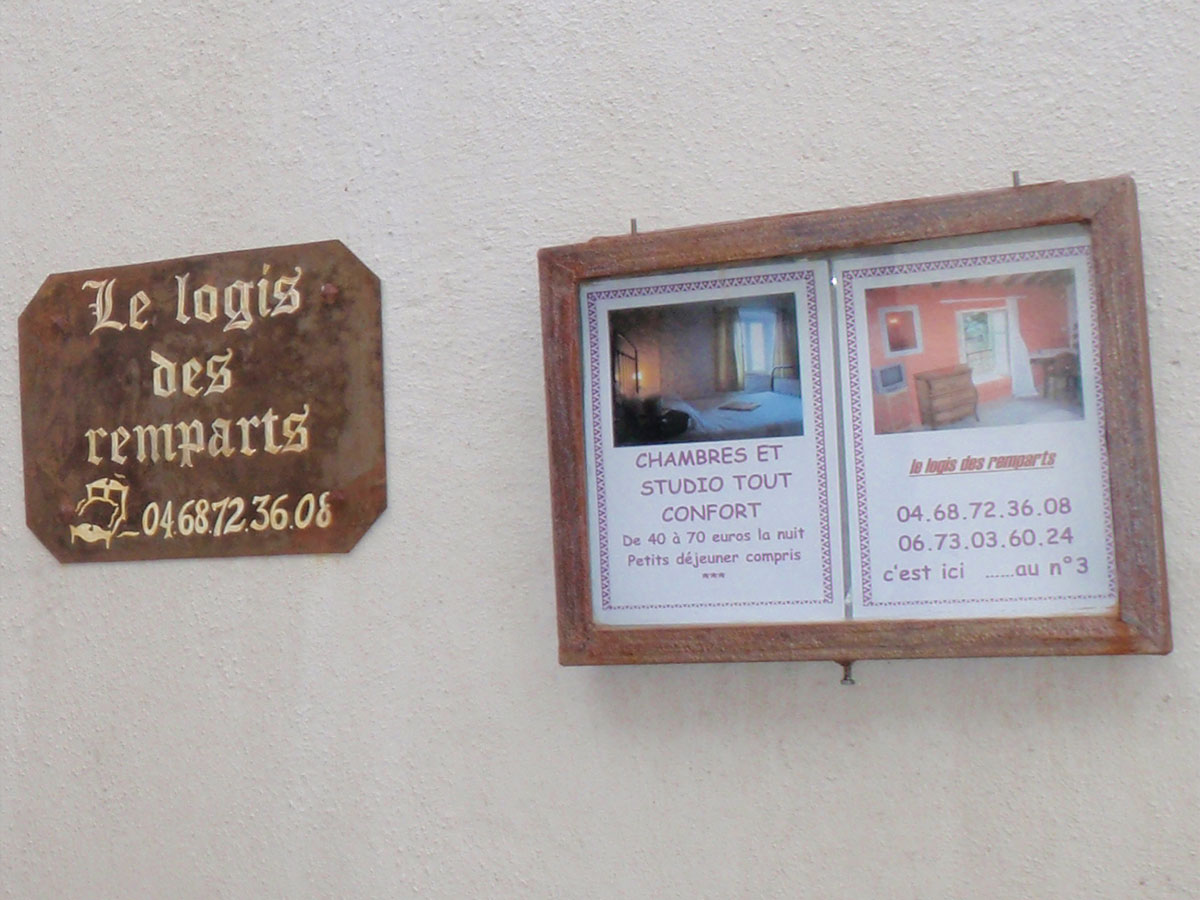 Le logis
des
remparts
04.68.72.36.08
CHAMBRES ET
STUDIO TOUT
CONFORT
De 40 à 70 euros la nuit
Petits déjeuner compris
***
le logis des remparts
04.68.72.36.08
06.73.03.60.24
c'est ici ......au n°3